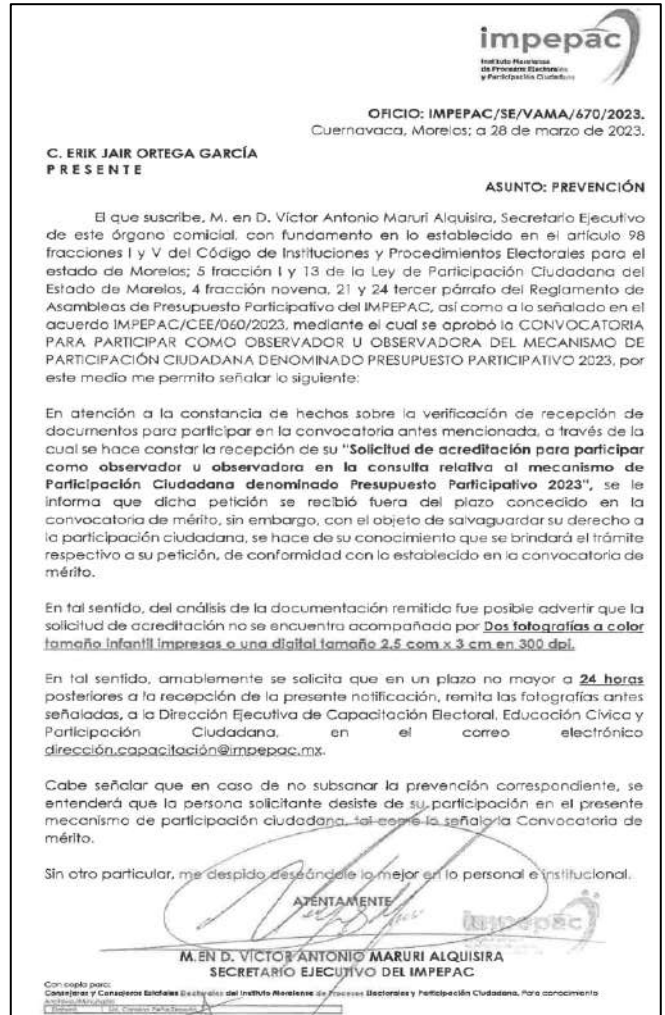 impepac
Instituto Morelense
de Procesos Electorales
y Participación Ciudadana
OFICIO: IMPEPAC/SE/VAMA/670/2023.
Cuernavaca, Morelos; a 28 de marzo de 2023.
C. ERIK JAIR ORTEGA GARCÍA
P R E S E N T E
ASUNTO: PREVENCIÓN
El que suscribe, M. en D. Víctor Antonio Maruri Alquisira, Secretario Ejecutivo
de este órgano comicial, con fundamento en lo establecido en el artículo 98
fracciones I y V del Código de Instituciones y Procedimientos Electorales para el
estado de Morelos; 5 fracción I y 13 de la Ley de Participación Ciudadana del
Estado de Morelos, 4 fracción novena, 21 y 24 tercer párrafo del Reglamento de
Asambleas de Presupuesto Participativo del IMPEPAC, así como a lo señalado en el
acuerdo IMPEPAC/CEE/060/2023, mediante el cual se aprobó la CONVOCATORIA
PARA PARTICIPAR COMO OBSERVADOR U OBSERVADORA DEL MECANISMO DE
PARTICIPACIÓN CIUDADANA DENOMINADO PRESUPUESTO PARTICIPATIVO 2023, por
este medio me permito señalar lo siguiente:
En atención a la constancia de hechos sobre la verificación de recepción de
documentos para participar en la convocatoria antes mencionada, a través de la
cual se hace constar la recepción de su "Solicitud de acreditación para participar
como observador u observadora en la consulta relativa al mecanismo de
Participación Ciudadana denominado Presupuesto Participativo 2023", se le
informa que dicha petición se recibió fuera del plazo concedido en la
convocatoria de mérito, sin embargo, con el objeto de salvaguardar su derecho a
la participación ciudadana, se hace de su conocimiento que se brindará el trámite
respectivo a su petición, de conformidad con lo establecido en la convocatoria de
mérito.
En tal sentido, del análisis de la documentación remitida fue posible advertir que la
solicitud de acreditación no se encuentra acompañada por Dos fotografías a color
tamaño infantil impresas o una digital tamaño 2.5 com x 3 cm en 300 dpi.
En tal sentido, amablemente se solicita que en un plazo no mayor a 24 horas
posteriores a la recepción de la presente notificación, remita las fotografías antes
señaladas, a la Dirección Ejecutiva de Capacitación Electoral, Educación Cívica y
Participación Ciudadana, en el correo electrónico
dirección.capacitación@impepac.mx.
Cabe señalar que en caso de no subsanar la prevención correspondiente, se
entenderá que la persona solicitante desiste de su participación en el presente
mecanismo de participación ciudadana, tal como lo señala la Convocatoria de
mérito.
Sin otro particular, me despido deseándole lo mejor en lo personal e institucional.
ATENTAMENTE
impepac
M. EN D. VÍCTOR ANTONIO MARURI ALQUISIRA
SECRETARIO EJECUTIVO DEL IMPEPAC
Con copia para:
Consejeras y Consejeros Estatales Electorales del Instituto Morelense de Procesos Electorales y Participación Ciudadana. Para conocimiento